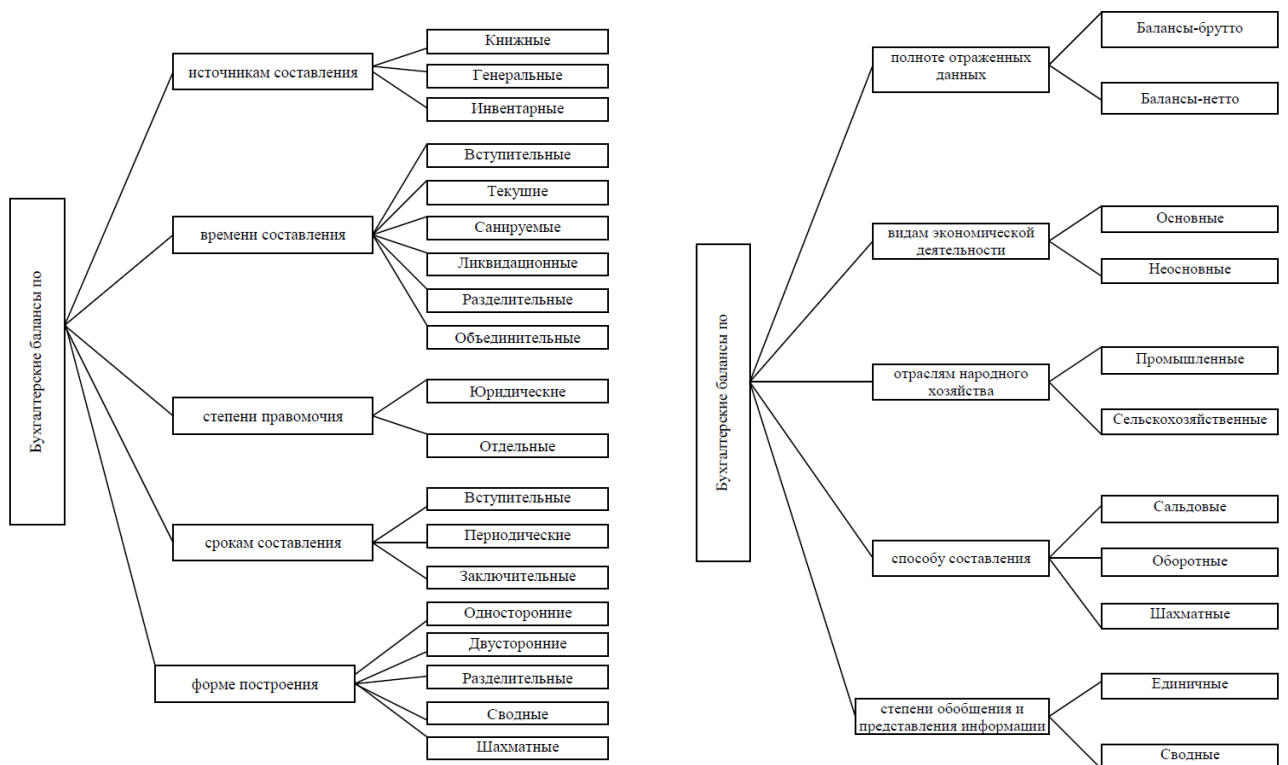 Бухгалтерские балансы по
источникам составления
Книжные
Генеральные
Инвентарные
времени составления
Вступительные
Текущие
Санируемые
Ликвидационные
Разделительные
Объединительные
степени правомочия
Юридические
Отдельные
срокам составления
Вступительные
Периодические
Заключительные
форме построения
Односторонние
Двусторонние
Разделительные
Сводные
Шахматные
Бухгалтерские балансы по
полноте отраженных
данных
Балансы-брутто
Балансы-нетто
видам экономической
деятельности
Основные
Неосновные
отраслям народного
хозяйства
Промышленные
Сельскохозяйственные
способу составления
Сальдовые
Оборотные
Шахматные
степени обобщения и
представления информации
Единичные
Сводные